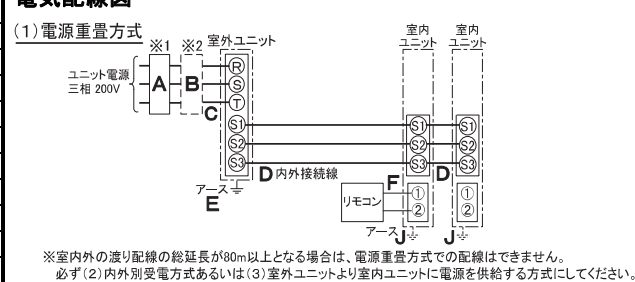 電気配線図
(1)電源重畳方式
※1 ※2 室外ユニット
室内ユニット
室内ユニット
ユニット電源
三相 200V
A
B
C
R
S
T
S1
S2
S3
D 内外接続線
アース
E
S1
S2
S3
D
S1
S2
S3
F
リモコン
①
②
①
②
アース J
J
※室内外の渡り配線の総延長が80m以上となる場合は、電源重畳方式での配線はできません。
必ず(2)内外別受電方式あるいは(3)室外ユニットより室内ユニットに電源を供給する方式にしてください。